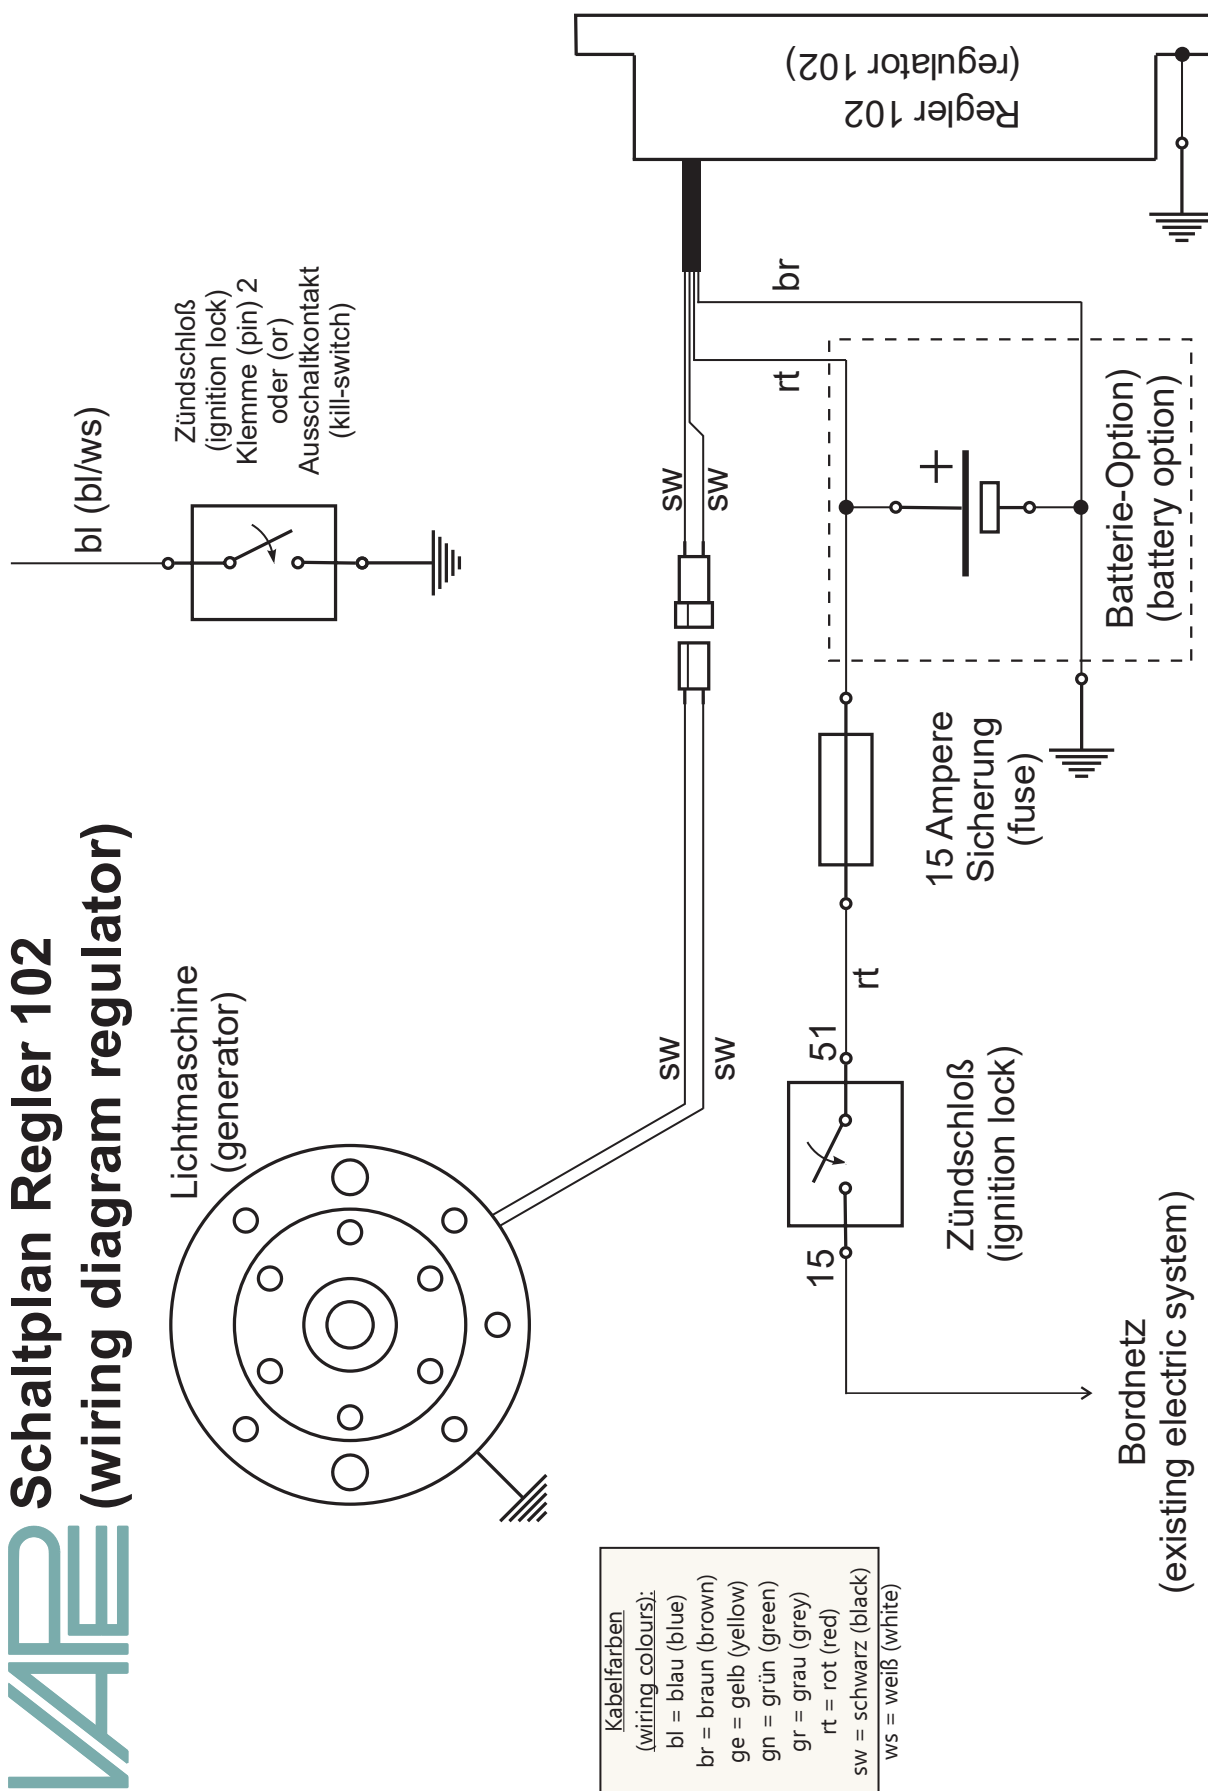 VAPE
Schaltplan Regler 102
(wiring diagram regulator)
Lichtmaschine
(generator)
bl (bl/ws)
Zündschloß
(ignition lock)
Klemme (pin) 2
oder (or)
Ausschaltkontakt
(kill-switch)
sw
sw
sw
sw
rt
br
Regler 102
(regulator 102)
+
Batterie-Option)
(battery option)
15 Ampere
Sicherung
(fuse)
rt
51
15
Zündschloß
(ignition lock)
Bordnetz
(existing electric system)
Kabelfarben
(wiring colours):
bl = blau (blue)
br = braun (brown)
ge = gelb (yellow)
gn = grün (green)
gr = grau (grey)
rt = rot (red)
sw = schwarz (black)
ws = weiß (white)